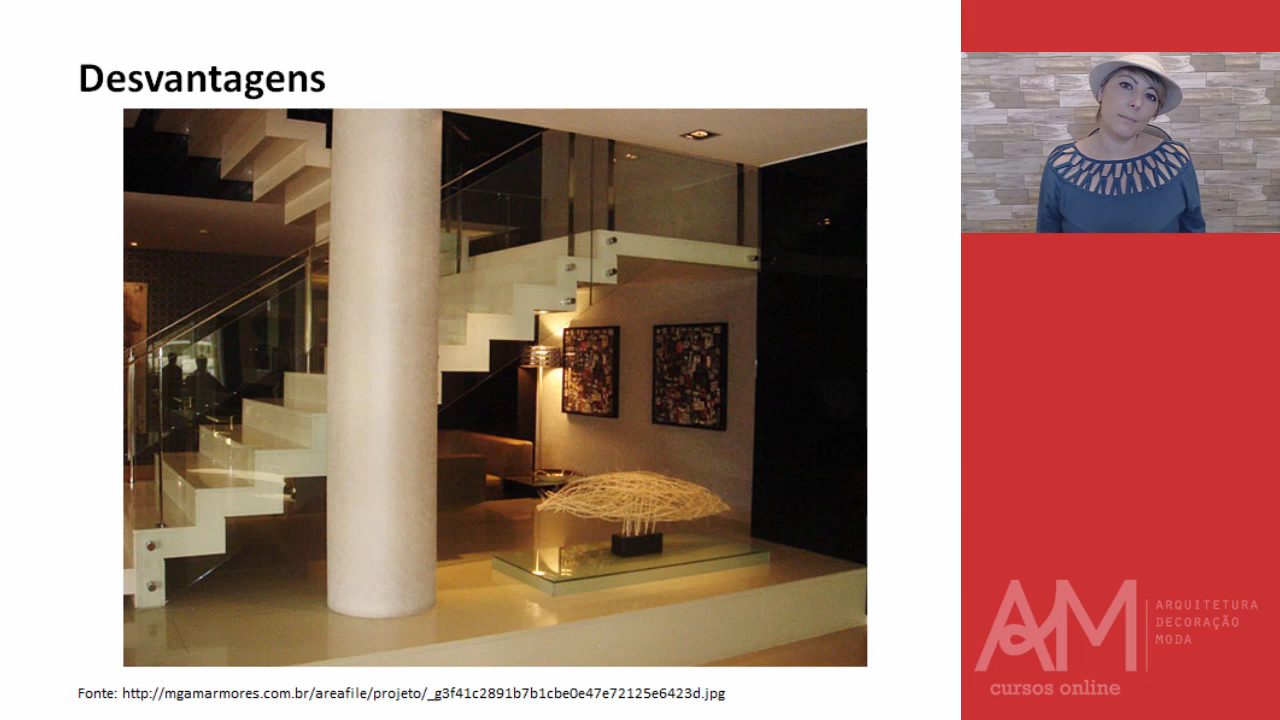 Desvantagens
Fonte: http://mgamarmores.com.br/areafile/projeto/_g3f41c2891b7b1cbe0e47e72125e6423d.jpg
AM
ARQUITETURA
DECORAÇÃO
MODA
cursos online